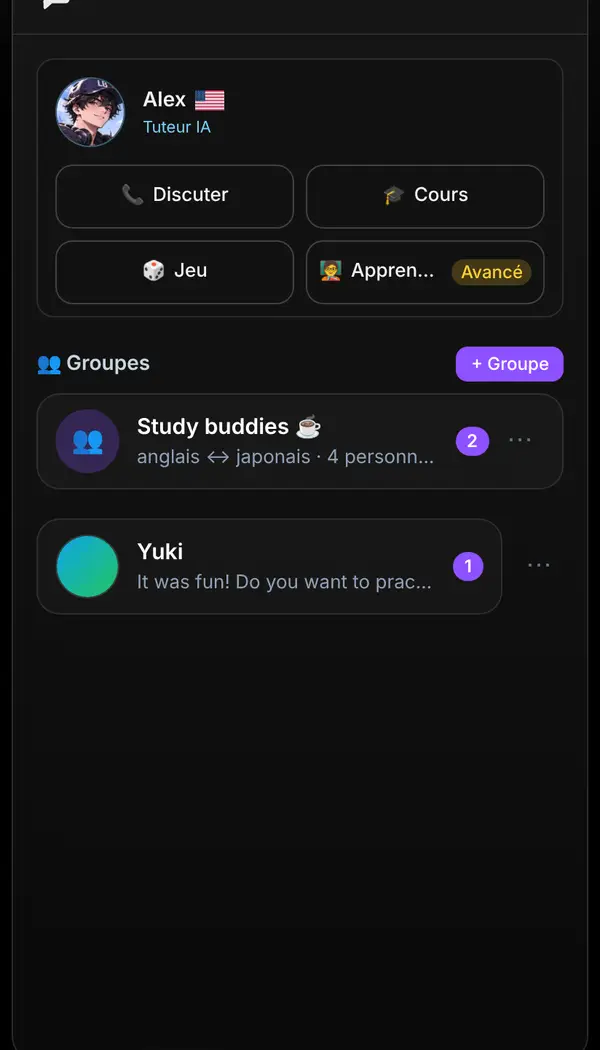 Alex
Tuteur IA
Discuter
Cours
Jeu
Appren... Avancé
Groupes
+ Groupe
Study buddies
anglais ↔ japonais · 4 personn...
2
Yuki
It was fun! Do you want to prac...
1